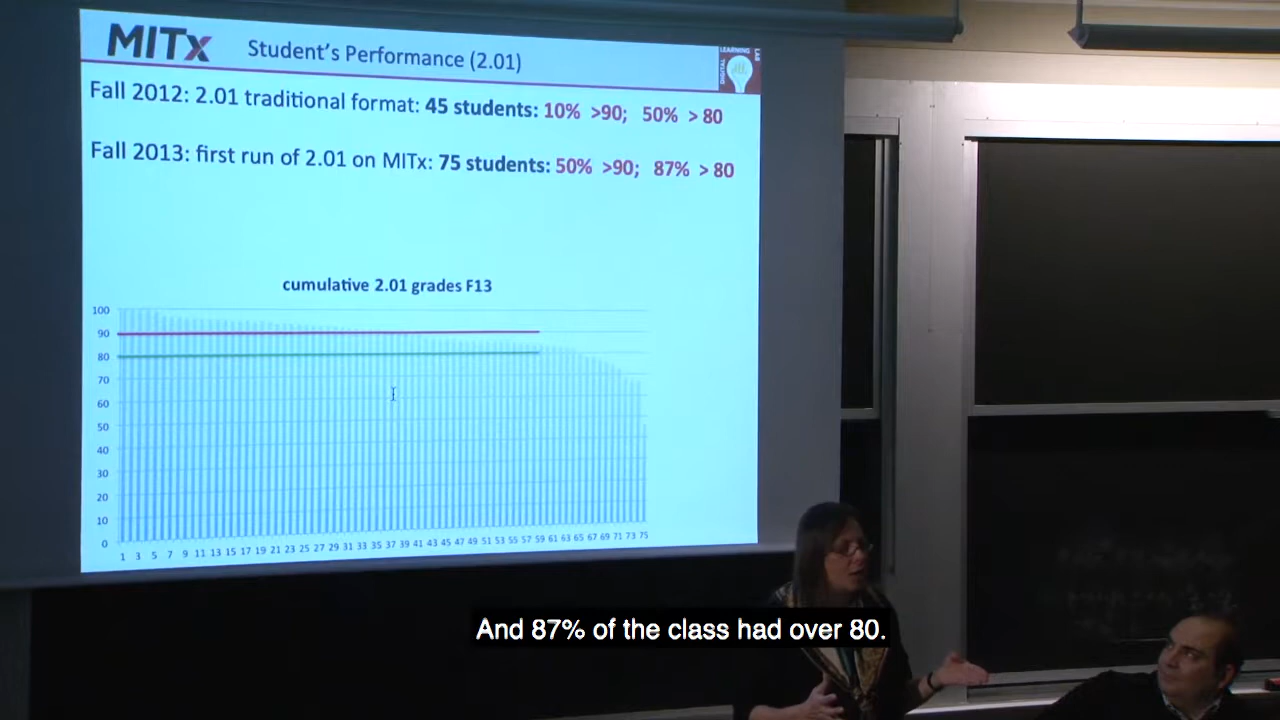 MITx Student's Performance (2.01)
DIGITAL LEARNING LAB
Fall 2012: 2.01 traditional format: 45 students: 10% >90; 50% > 80
Fall 2013: first run of 2.01 on MITx: 75 students: 50% >90; 87% > 80
cumulative 2.01 grades F13
100
90
80
70
60
50
40
30
20
10
0
1 3 5 7 9 11 13 15 17 19 21 23 25 27 29 31 33 35 37 39 41 43 45 47 49 51 53 55 57 59 61 63 65 67 69 71 73 75
And 87% of the class had over 80.